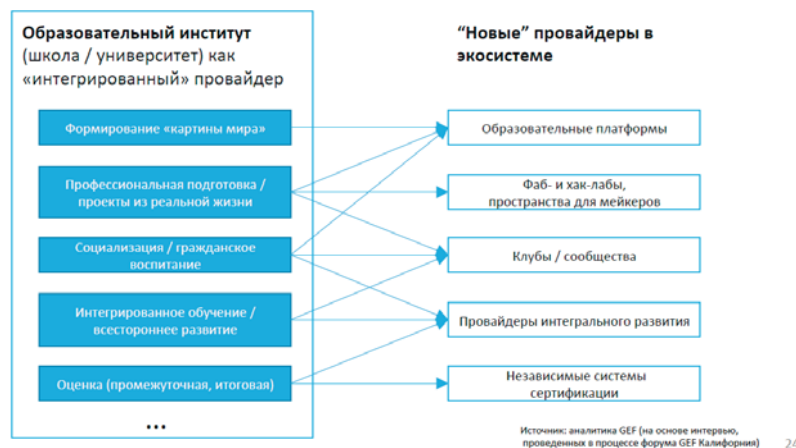 Образовательный институт
(школа / университет) как
«интегрированный» провайдер
“Новые” провайдеры в
экосистеме
Формирование «картины мира»
Образовательные платформы
Профессиональная подготовка /
проекты из реальной жизни
Фаб- и хак-лабы,
пространства для мейкеров
Социализация / гражданское
воспитание
Клубы / сообщества
Интегрированное обучение /
всестороннее развитие
Провайдеры интегрального развития
Оценка (промежуточная, итоговая)
Независимые системы
сертификации
...
Источник: аналитика GEF (на основе интервью,
проведенных в процессе форума GEF Калифорния)
24